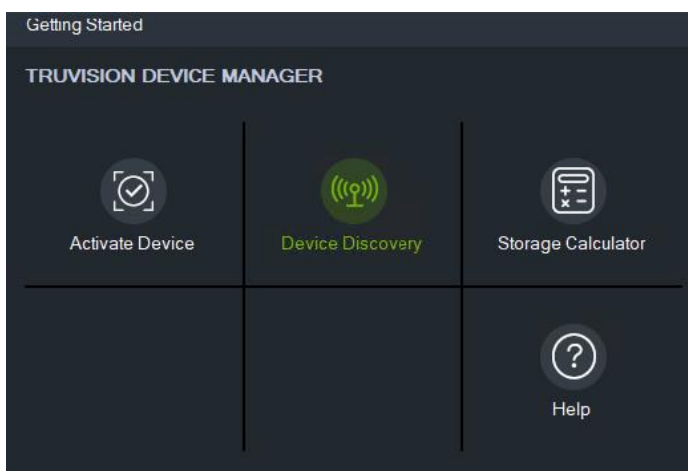 Getting Started
TRUVISION DEVICE MANAGER
Activate Device
Device Discovery
Storage Calculator
Help